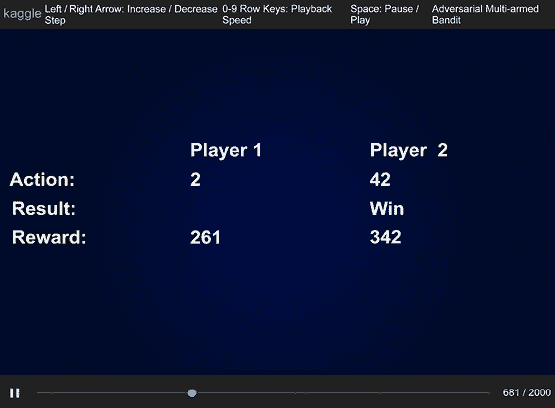 kaggle
Left / Right Arrow: Increase / Decrease
Step
0-9 Row Keys: Playback
Speed
Space: Pause /
Play
Adversarial Multi-armed
Bandit
Player 1 Player 2
Action: 2 42
Result: Win
Reward: 261 342
681 / 2000